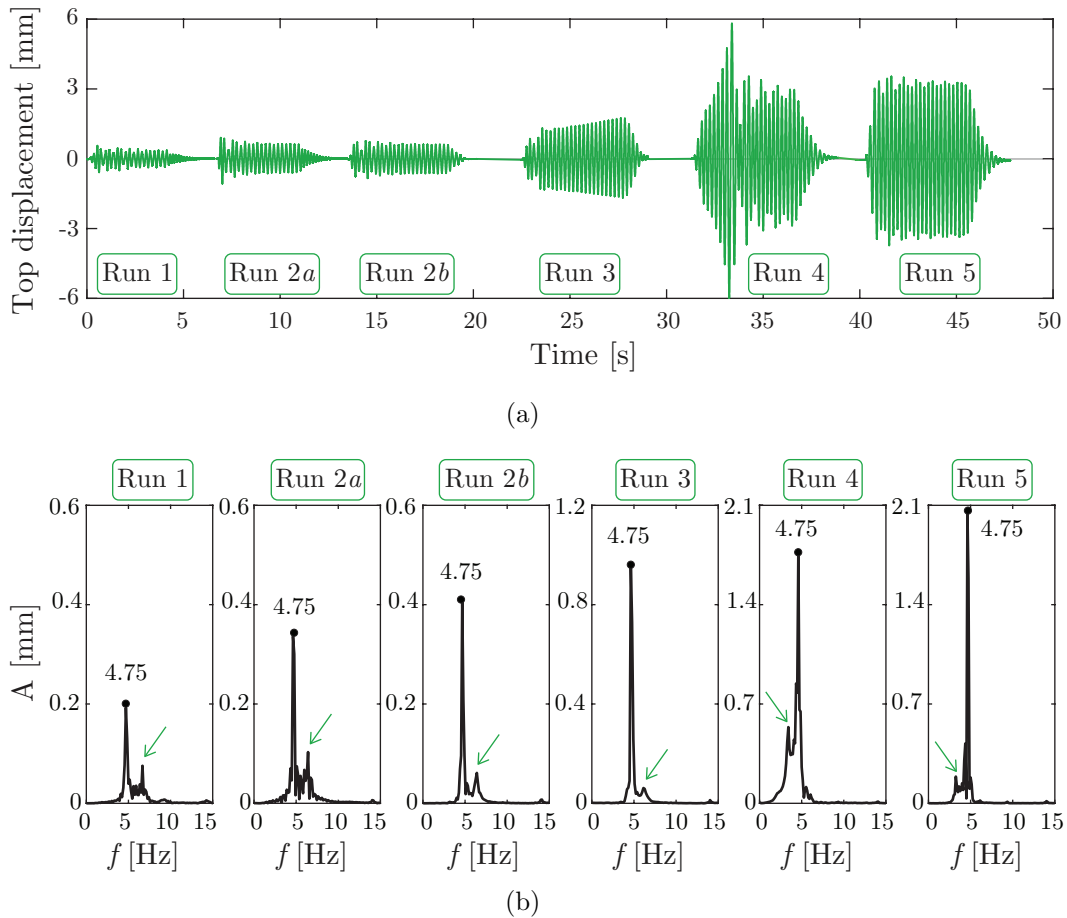 Top displacement [mm]
6
3
0
-3
-6
Run 1
Run 2a
Run 2b
Run 3
Run 4
Run 5
0 5 10 15 20 25 30 35 40 45 50
Time [s]
(a)
Run 1 Run 2a Run 2b Run 3 Run 4 Run 5
A [mm]
0.6 0.6 0.6 1.2 2.1 2.1
4.75 4.75 4.75 4.75 4.75 4.75
0.4 0.4 0.4 0.8 1.4 1.4
0.2 0.2 0.2 0.4 0.7 0.7
0 0 0 0 0 0
0 5 10 15 0 5 10 15 0 5 10 15 0 5 10 15 0 5 10 15 0 5 10 15
f [Hz] f [Hz] f [Hz] f [Hz] f [Hz] f [Hz]
(b)